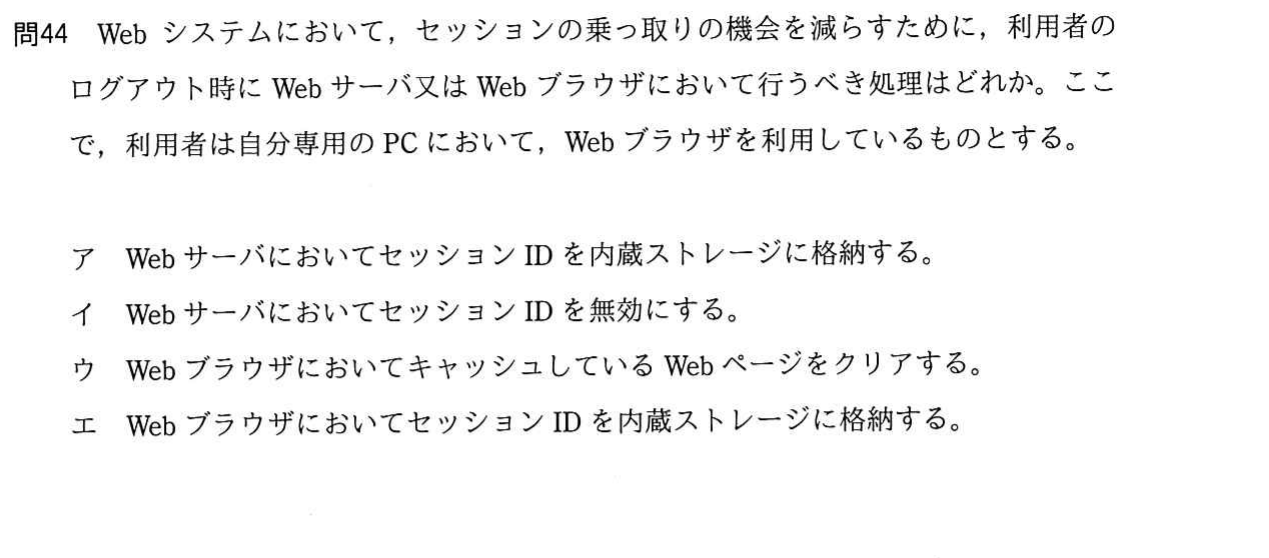 問44 Web システムにおいて，セッションの乗っ取りの機会を減らすために，利用者の
ログアウト時に Web サーバ又は Web ブラウザにおいて行うべき処理はどれか。ここ
で，利用者は自分専用の PC において，Web ブラウザを利用しているものとする。
ア Web サーバにおいてセッション ID を内蔵ストレージに格納する。
イ Web サーバにおいてセッション ID を無効にする。
ウ Web ブラウザにおいてキャッシュしている Web ページをクリアする。
エ Web ブラウザにおいてセッション ID を内蔵ストレージに格納する。